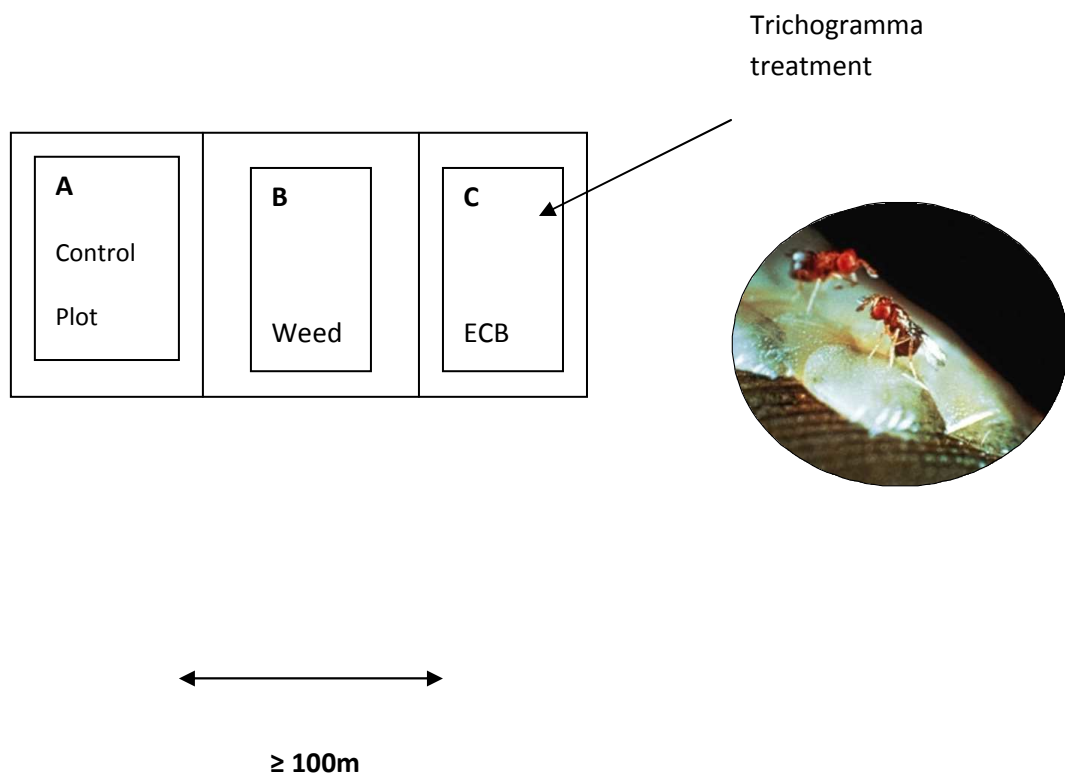 Trichogramma
treatment
A
Control
Plot
B
Weed
C
ECB
≥ 100m